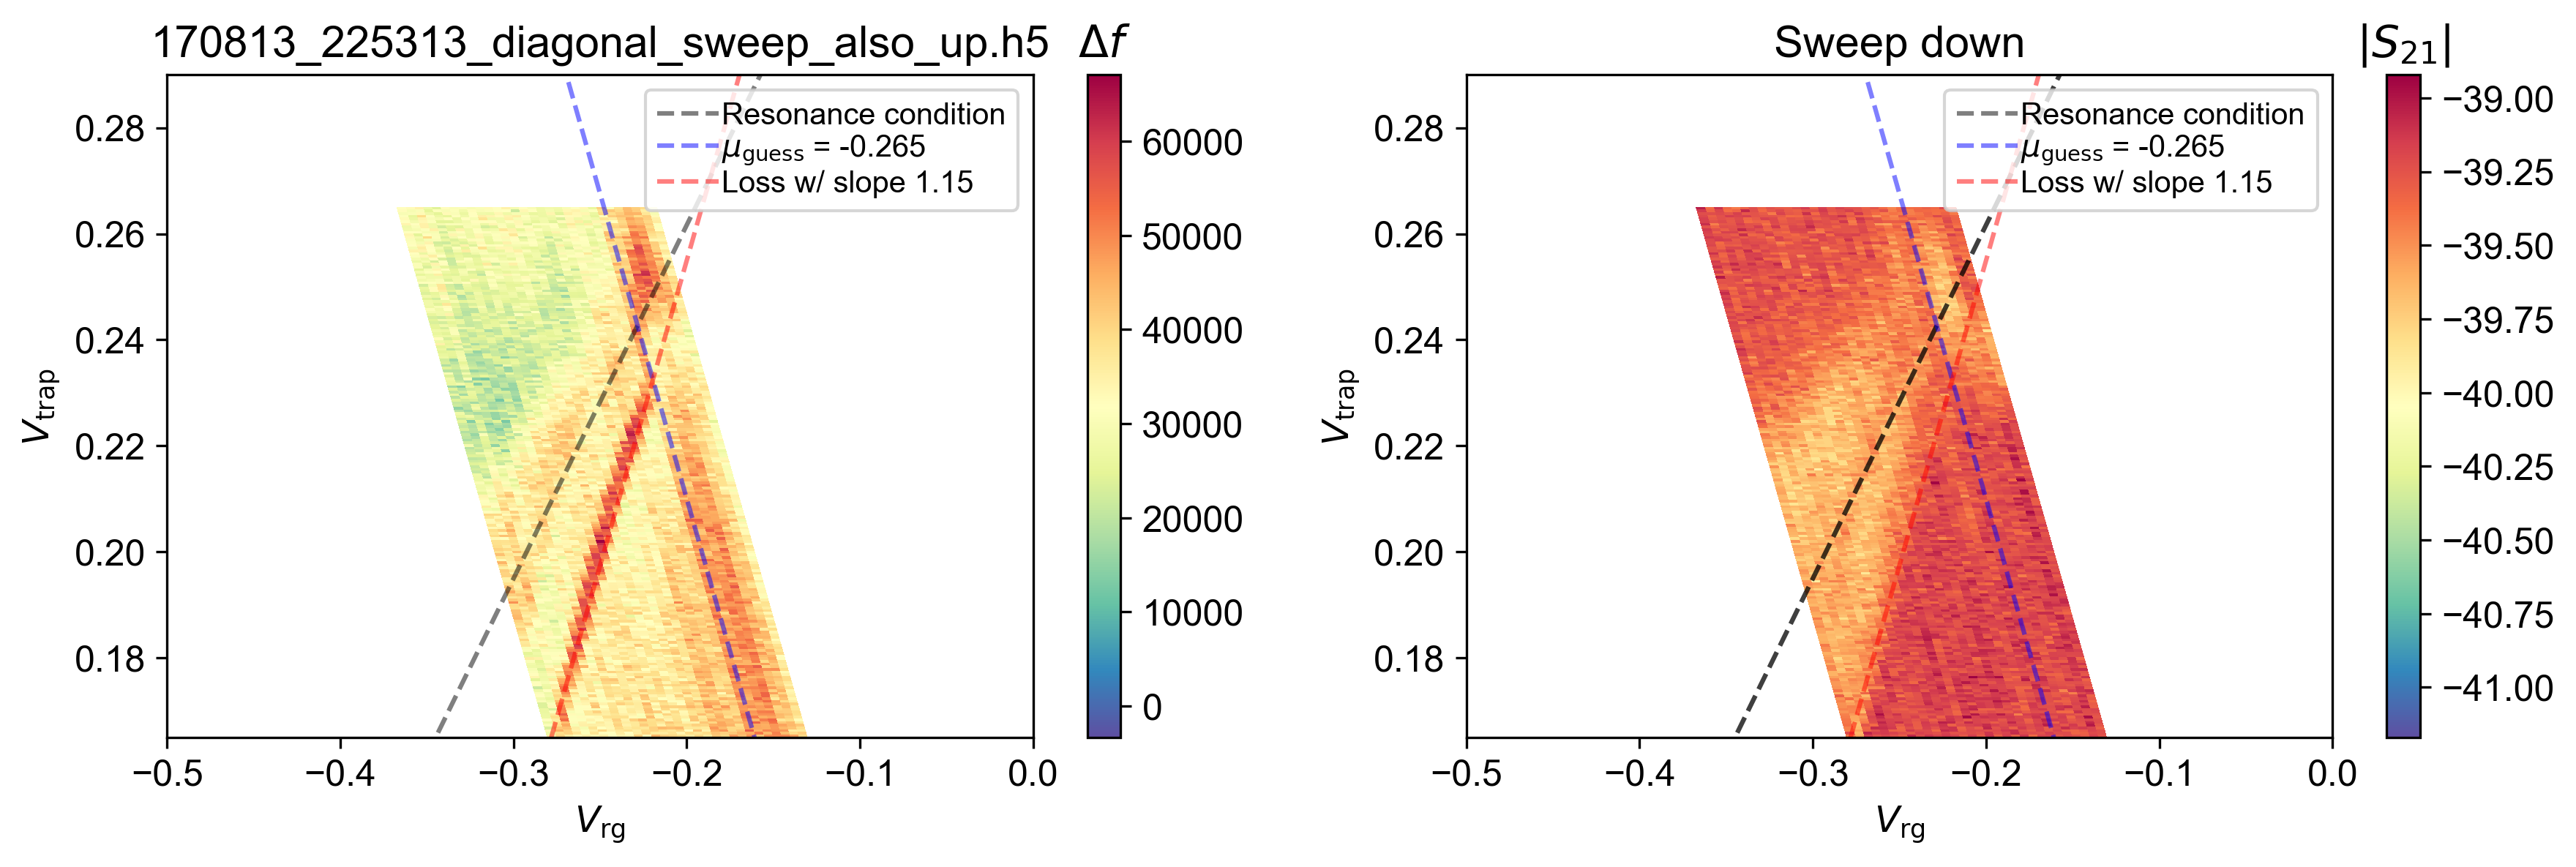 170813_225313_diagonal_sweep_also_up.h5
Δf
Resonance condition
μguess = -0.265
Loss w/ slope 1.15
0.28
0.26
0.24
0.22
0.20
0.18
Vtrap
−0.5
−0.4
−0.3
−0.2
−0.1
0.0
Vrg
60000
50000
40000
30000
20000
10000
0
Sweep down
|S21|
Resonance condition
μguess = -0.265
Loss w/ slope 1.15
0.28
0.26
0.24
0.22
0.20
0.18
Vtrap
−0.5
−0.4
−0.3
−0.2
−0.1
0.0
Vrg
−39.00
−39.25
−39.50
−39.75
−40.00
−40.25
−40.50
−40.75
−41.00